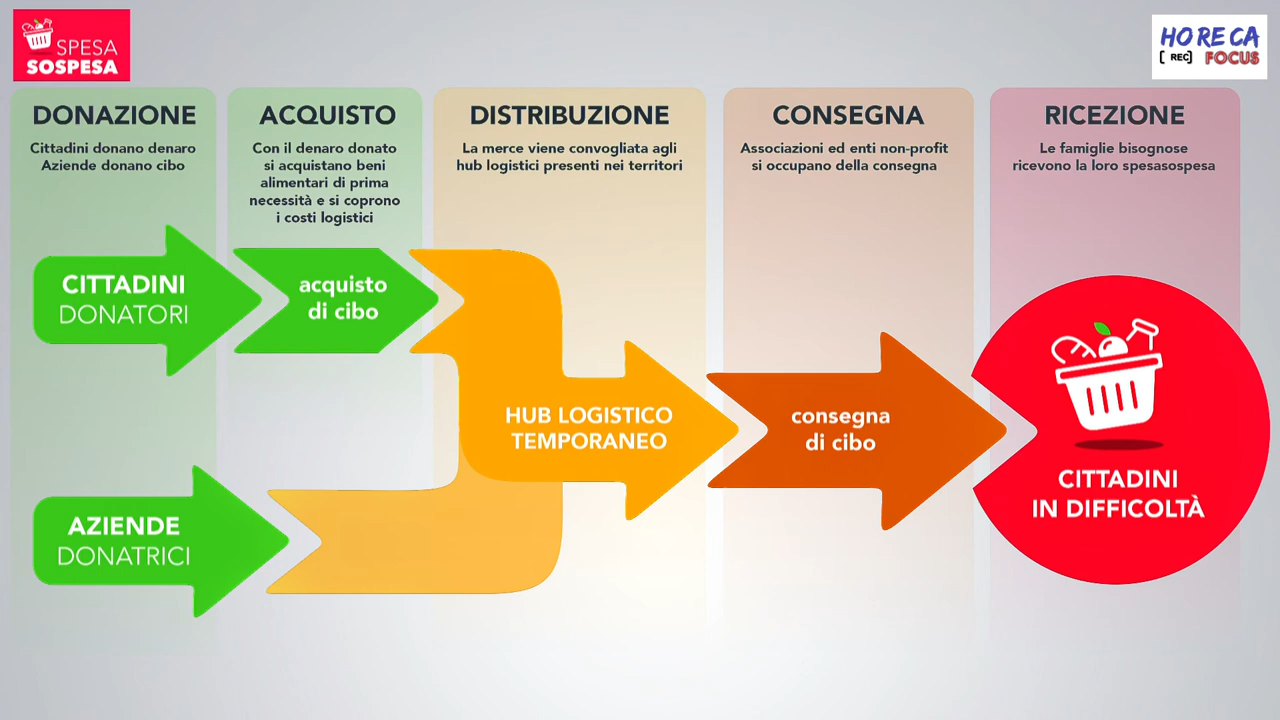 SPESA
SOSPESA
HO RE CA
[ REC ] FOCUS
DONAZIONE
Cittadini donano denaro
Aziende donano cibo
ACQUISTO
Con il denaro donato
si acquistano beni
alimentari di prima
necessità e si coprono
i costi logistici
DISTRIBUZIONE
La merce viene convogliata agli
hub logistici presenti nei territori
CONSEGNA
Associazioni ed enti non-profit
si occupano della consegna
RICEZIONE
Le famiglie bisognose
ricevono la loro spesasospesa
CITTADINI
DONATORI
acquisto
di cibo
HUB LOGISTICO
TEMPORANEO
consegna
di cibo
CITTADINI
IN DIFFICOLTÀ
AZIENDE
DONATRICI